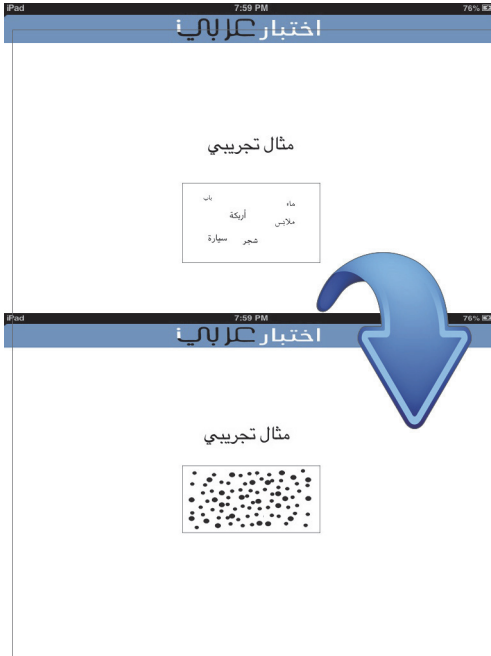 iPad 7:59 PM 76%
اختبار عربي
مثال تجريبي
باب
ماء
أريكة
ملابس
شجر سيارة
iPad 7:59 PM 76%
اختبار عربي
مثال تجريبي